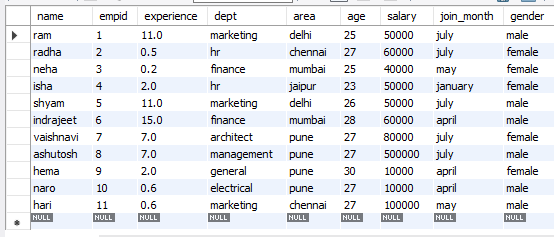 name empid experience dept area age salary join_month gender
ram 1 11.0 marketing delhi 25 50000 july male
radha 2 0.5 hr chennai 27 60000 july female
neha 3 0.2 finance mumbai 25 40000 may female
isha 4 2.0 hr jaipur 23 50000 january female
shyam 5 11.0 marketing delhi 26 50000 july male
indrajeet 6 15.0 finance mumbai 28 60000 april male
vaishnavi 7 7.0 architect pune 27 80000 july female
ashutosh 8 7.0 management pune 27 500000 july male
hema 9 2.0 general pune 30 10000 april female
naro 10 0.6 electrical pune 27 10000 april male
hari 11 0.6 marketing chennai 27 100000 may male
NULL NULL NULL NULL NULL NULL NULL NULL NULL